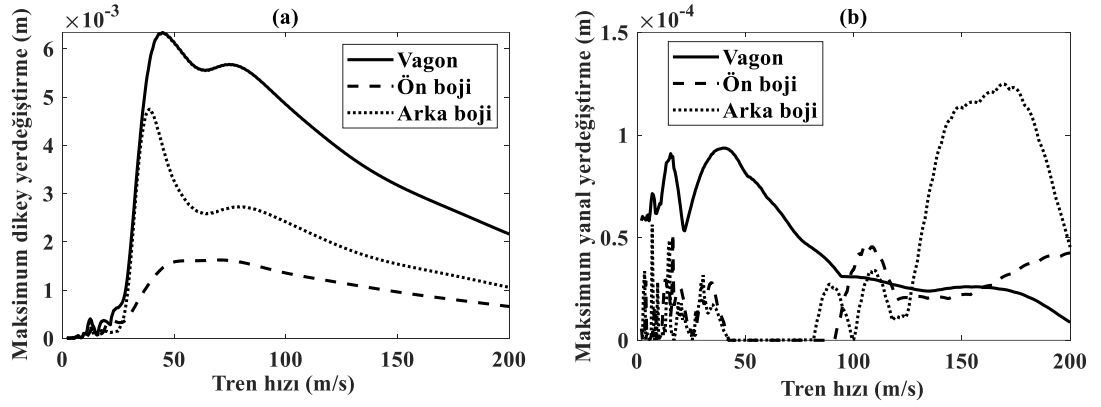 ×10⁻³
(a)
Maksimum dikey yerdeğiştirme (m)
6
5
4
3
2
1
0
Vagon
Ön boji
Arka boji
0 50 100 150 200
Tren hızı (m/s)
×10⁻⁴
(b)
Maksimum yanal yerdeğiştirme (m)
1.5
1
0.5
0
Vagon
Ön boji
Arka boji
0 50 100 150 200
Tren hızı (m/s)